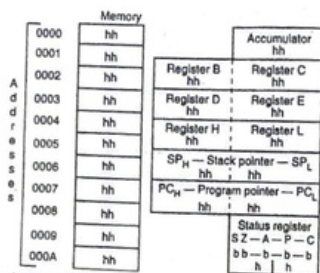 Memory
0000 hh
0001 hh
0002 hh
0003 hh
0004 hh
0005 hh
0006 hh
0007 hh
0008 hh
0009 hh
000A hh
Addresses
Accumulator
hh
Register B Register C
hh hh
Register D Register E
hh hh
Register H Register L
hh hh
SPH — Stack pointer — SPL
hh hh
PCH — Program pointer — PCL
hh hh
Status register
S Z — A — P — C
b b — b — b — b
h h